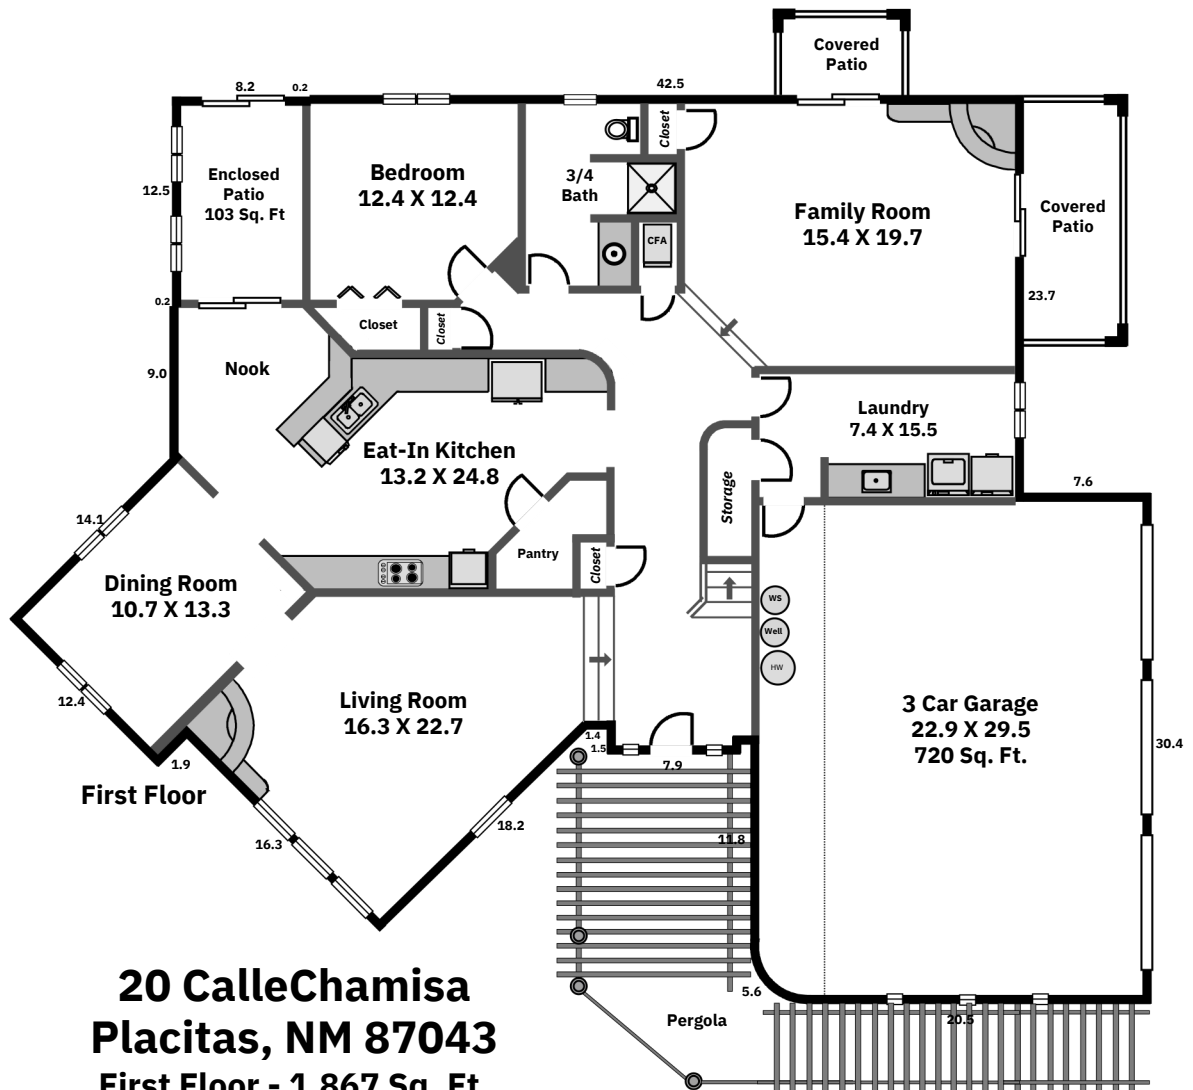 Covered
Patio
8.2
0.2
42.5
Closet
Enclosed
Patio
103 Sq. Ft
Bedroom
12.4 X 12.4
3/4
Bath
12.5
Family Room
15.4 X 19.7
Covered
Patio
CFA
0.2
23.7
Closet
Closet
Nook
9.0
Laundry
7.4 X 15.5
Eat-In Kitchen
13.2 X 24.8
Storage
7.6
14.1
Pantry
Closet
Dining Room
10.7 X 13.3
WS
Well
HW
12.4
Living Room
16.3 X 22.7
3 Car Garage
22.9 X 29.5
720 Sq. Ft.
1.4
1.5
7.9
30.4
1.9
First Floor
18.2
11.8
16.3
5.6
Pergola
20.5
20 CalleChamisa
Placitas, NM 87043
First Floor - 1,867 Sq. Ft